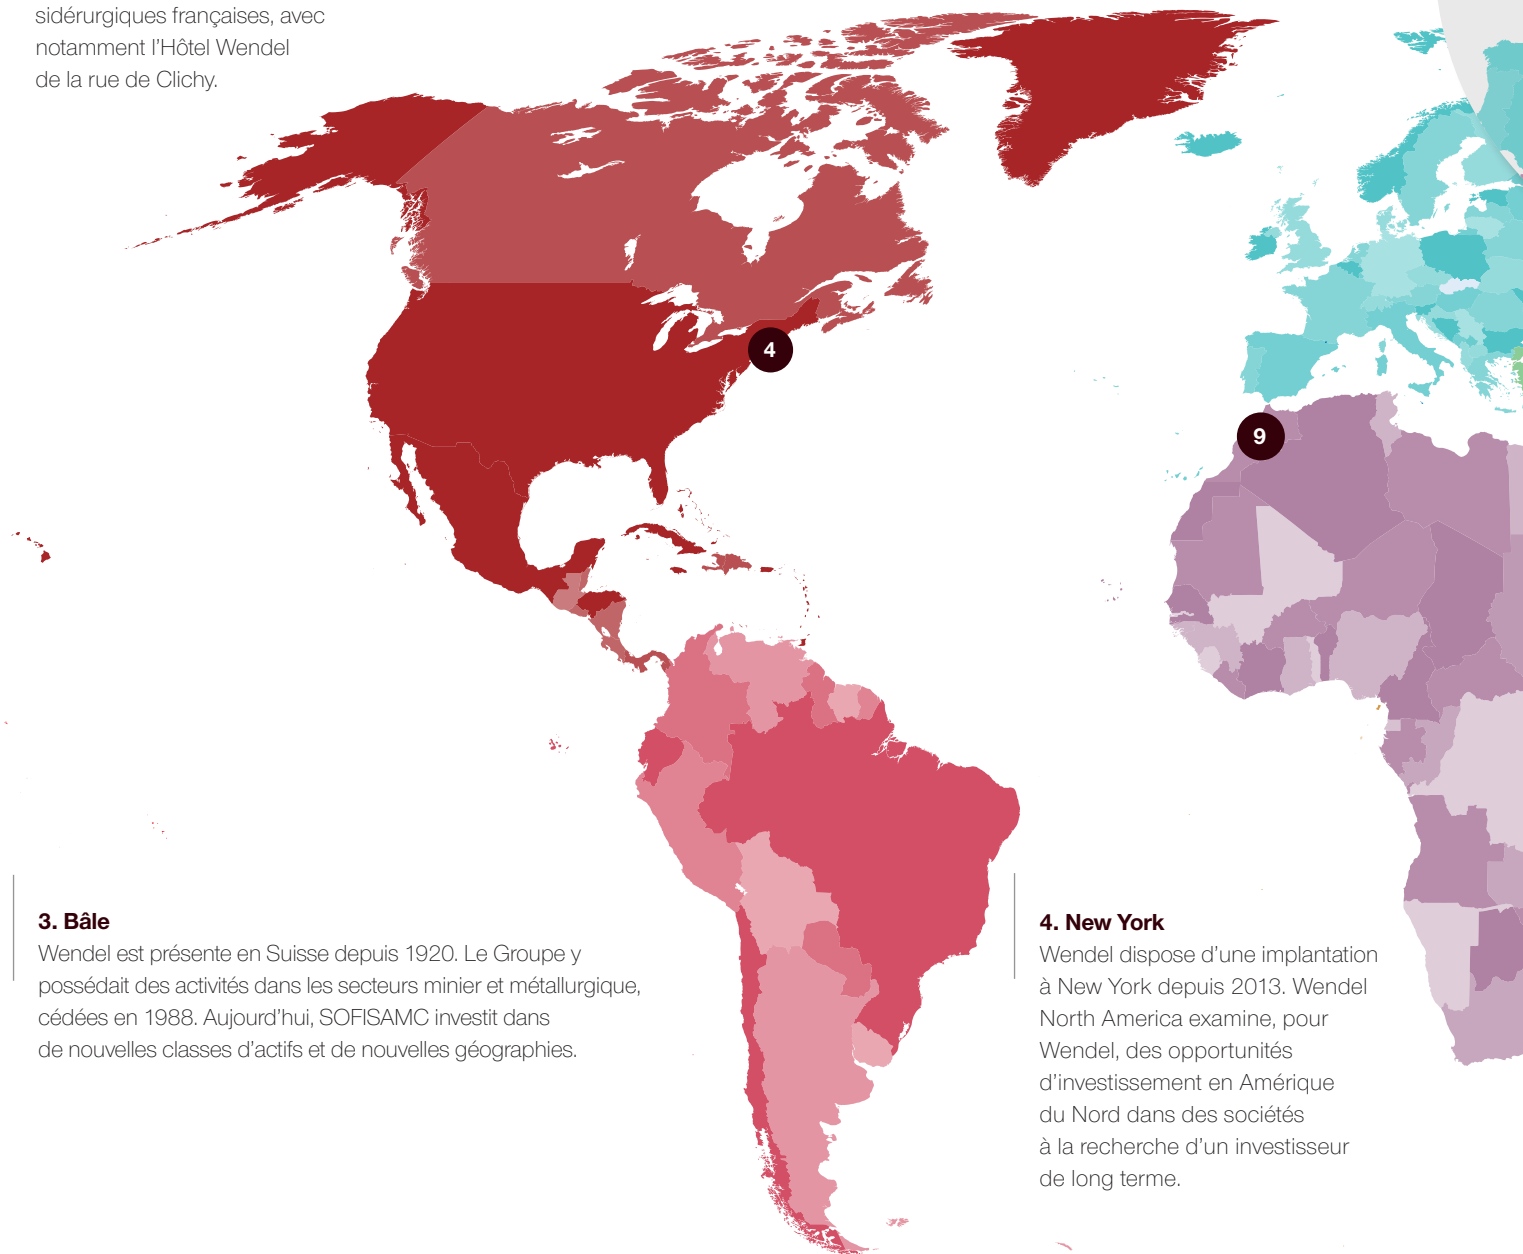 sidérurgiques françaises, avec
notamment l’Hôtel Wendel
de la rue de Clichy.
4
9
3. Bâle
Wendel est présente en Suisse depuis 1920. Le Groupe y
possédait des activités dans les secteurs minier et métallurgique,
cédées en 1988. Aujourd’hui, SOFISAMC investit dans
de nouvelles classes d’actifs et de nouvelles géographies.
4. New York
Wendel dispose d’une implantation
à New York depuis 2013. Wendel
North America examine, pour
Wendel, des opportunités
d’investissement en Amérique
du Nord dans des sociétés
à la recherche d’un investisseur
de long terme.